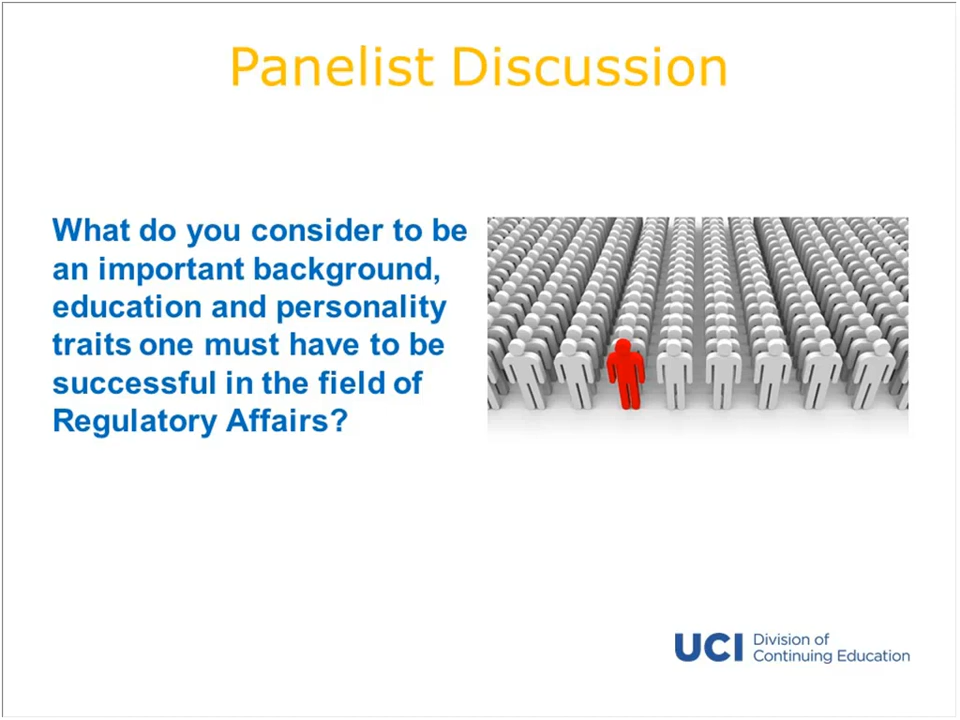 Panelist Discussion
What do you consider to be
an important background,
education and personality
traits one must have to be
successful in the field of
Regulatory Affairs?
UCI Division of
Continuing Education